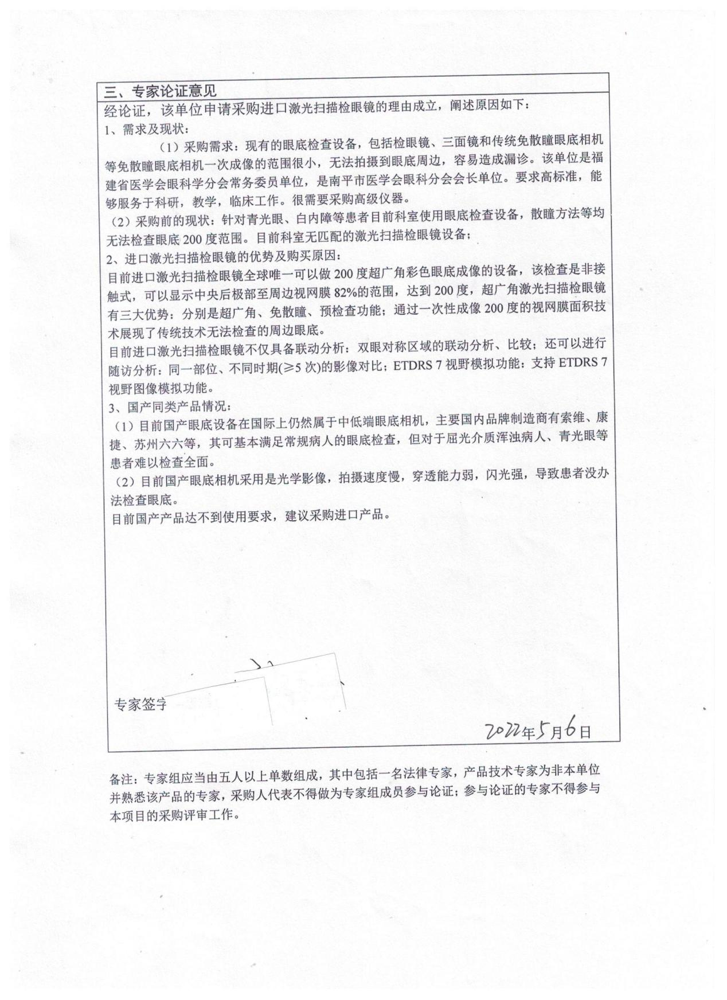 三、专家论证意见
经论证，该单位申请采购进口激光扫描检眼镜的理由成立，阐述原因如下：
1、需求及现状：
（1）采购需求：现有的眼底检查设备，包括检眼镜、三面镜和传统免散瞳眼底相机
等免散瞳眼底相机一次成像的范围很小，无法拍摄到眼底周边，容易造成漏诊。该单位是福
建省医学会眼科学分会常务委员单位，是南平市医学会眼科分会会长单位。要求高标准，能
够服务于科研，教学，临床工作。很需要采购高级仪器。
（2）采购前的现状：针对青光眼、白内障等患者目前科室使用眼底检查设备，散瞳方法等均
无法检查眼底 200 度范围。目前科室无匹配的激光扫描检眼镜设备；
2、进口激光扫描检眼镜的优势及购买原因：
目前进口激光扫描检眼镜全球唯一可以做 200 度超广角彩色眼底成像的设备，该检查是非接
触式，可以显示中央后极部至周边视网膜 82%的范围，达到 200 度，超广角激光扫描检眼镜
有三大优势：分别是超广角、免散瞳、预检查功能；通过一次性成像 200 度的视网膜面积技
术展现了传统技术无法检查的周边眼底。
目前进口激光扫描检眼镜不仅具备联动分析：双眼对称区域的联动分析、比较；还可以进行
随访分析：同一部位、不同时期(≥5 次)的影像对比；ETDRS 7 视野模拟功能：支持 ETDRS 7
视野图像模拟功能。
3、国产同类产品情况：
（1）目前国产眼底设备在国际上仍然属于中低端眼底相机，主要国内品牌制造商有索维、康
捷、苏州六六等，其可基本满足常规病人的眼底检查，但对于屈光介质浑浊病人、青光眼等
患者难以检查全面。
（2）目前国产眼底相机采用是光学影像，拍摄速度慢，穿透能力弱，闪光强，导致患者没办
法检查眼底。
目前国产产品达不到使用要求，建议采购进口产品。
专家签字
2022年5月6日
备注：专家组应当由五人以上单数组成，其中包括一名法律专家，产品技术专家为非本单位
并熟悉该产品的专家，采购人代表不得做为专家组成员参与论证；参与论证的专家不得参与
本项目的采购评审工作。